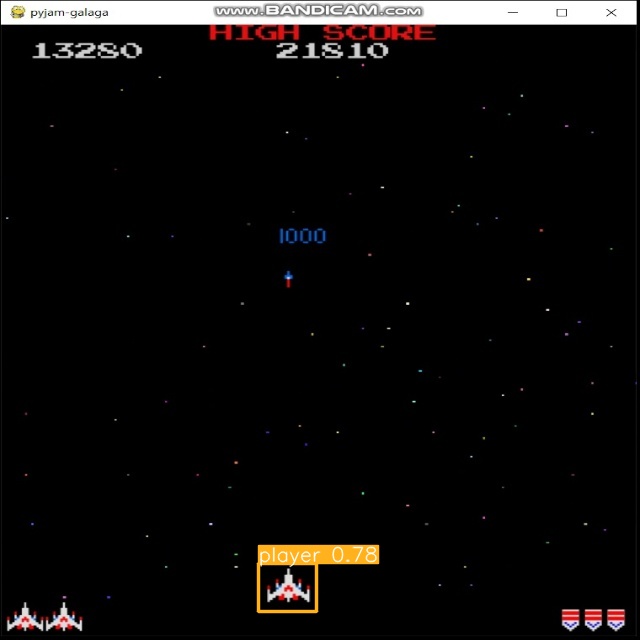 pyjam-galaga
WWW.BANDICAM.COM
HIGH SCORE
13280 21810
1000
player 0.78